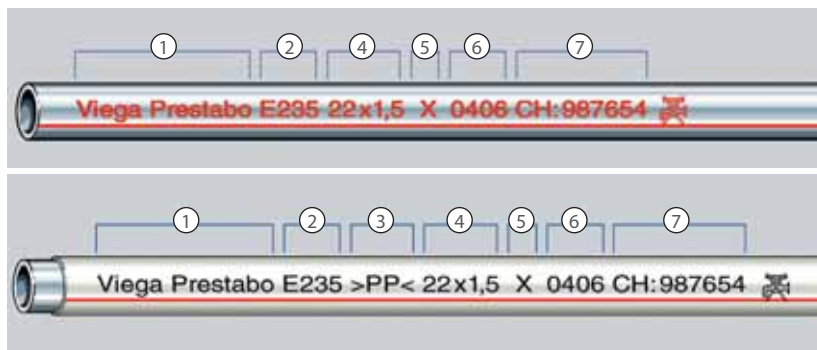 ① ② ④ ⑤ ⑥ ⑦
Viega Prestabo E235 22x1,5 X 0406 CH:987654
① ② ③ ④ ⑤ ⑥ ⑦
Viega Prestabo E235 >PP< 22x1,5 X 0406 CH:987654